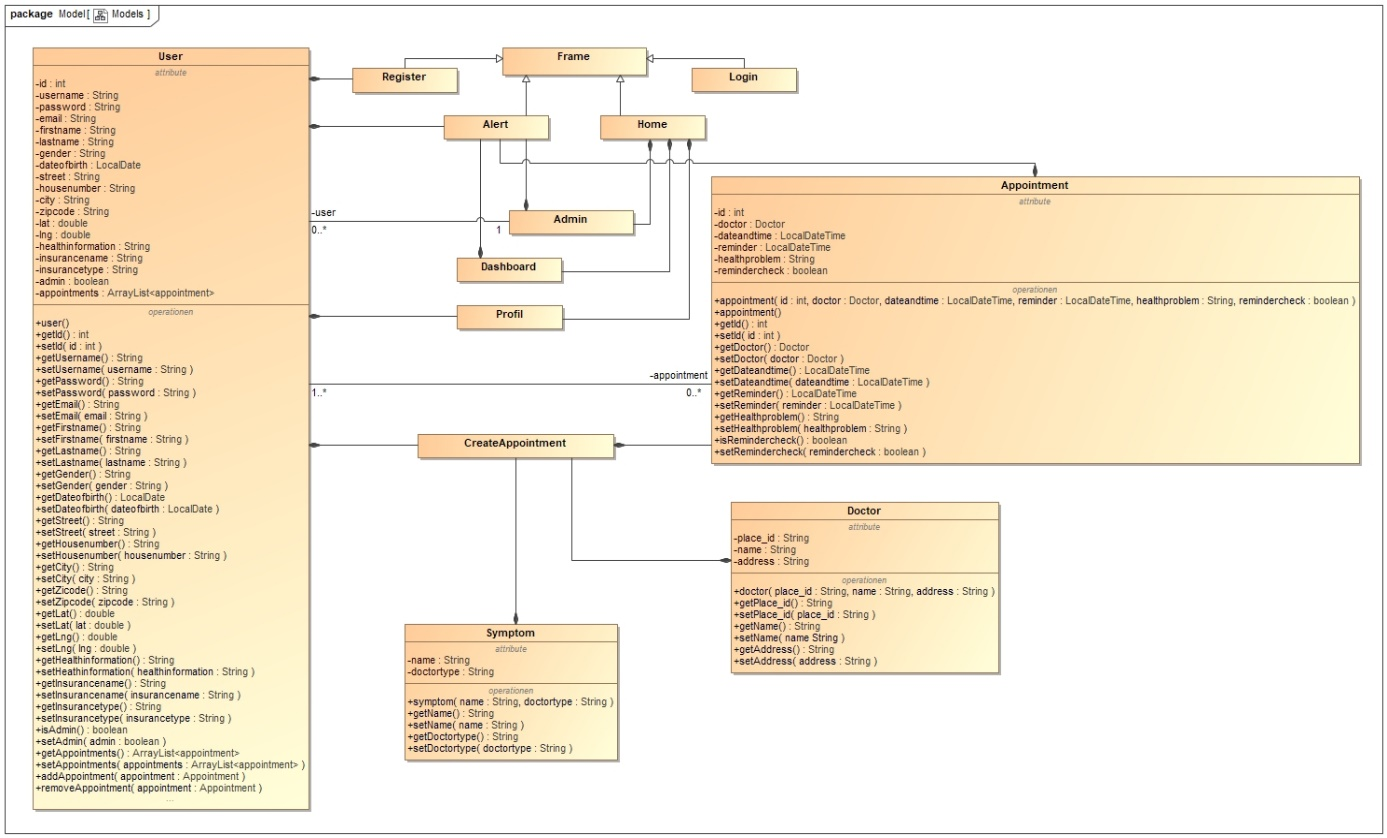 package Model[ Models ]
User
attribute
-id : int
-username : String
-password : String
-email : String
-firstname : String
-lastname : String
-gender : String
-dateofbirth : LocalDate
-street : String
-housenumber : String
-city : String
-zipcode : String
-lat : double
-lng : double
-healthinformation : String
-insurancename : String
-insurancetype : String
-admin : boolean
-appointments : ArrayList<appointment>
operationen
+user()
+getId() : int
+setId( id : int )
+getUsername() : String
+setUsername( username : String )
+getPassword() : String
+setPassword( password : String )
+getEmail() : String
+setEmail( email : String )
+getFirstname() : String
+setFirstname( firstname : String )
+getLastname() : String
+setLastname( lastname : String )
+getGender() : String
+setGender( gender : String )
+getDateofbirth() : LocalDate
+setDateofbirth( dateofbirth : LocalDate )
+getStreet() : String
+setStreet( street : String )
+getHousenumber() : String
+setHousenumber( housenumber : String )
+getCity() : String
+setCity( city : String )
+getZicode() : String
+setZipcode( zipcode : String )
+getLat() : double
+setLat( lat : double )
+getLng() : double
+setLng( lng : double )
+getHealthinformation() : String
+setHeathinformation( healthinformation : String )
+getInsurancename() : String
+setInsurancename( insurancename : String )
+getInsurancetype() : String
+setInsurancetype( insurancetype : String )
+isAdmin() : boolean
+setAdmin( admin : boolean )
+getAppointments() : ArrayList<appointment>
+setAppointments( appointments : ArrayList<appointment> )
+addAppointment( appointment : Appointment )
+removeAppointment( appointment : Appointment )
...
Frame
Register
Login
Alert
Home
-user
0..*
1
Admin
Dashboard
Profil
-appointment
1..*
0..*
CreateAppointment
Appointment
attribute
-id : int
-doctor : Doctor
-dateandtime : LocalDateTime
-reminder : LocalDateTime
-healthproblem : String
-remindercheck : boolean
operationen
+appointment( id : int, doctor : Doctor, dateandtime : LocalDateTime, reminder : LocalDateTime, healthproblem : String, remindercheck : boolean )
+appointment()
+getId() : int
+setId( id : int )
+getDoctor() : Doctor
+setDoctor( doctor : Doctor )
+getDateandtime() : LocalDateTime
+setDateandtime( dateandtime : LocalDateTime )
+getReminder() : LocalDateTime
+setReminder( reminder : LocalDateTime )
+getHealthproblem() : String
+setHealthproblem( healthproblem : String )
+isRemindercheck() : boolean
+setRemindercheck( remindercheck : boolean )
Doctor
attribute
-place_id : String
-name : String
-address : String
operationen
+doctor( place_id : String, name : String, address : String )
+getPlace_id() : String
+setPlace_id( place_id : String )
+getName() : String
+setName( name String )
+getAddress() : String
+setAddress( address : String )
Symptom
attribute
-name : String
-doctortype : String
operationen
+symptom( name : String, doctortype : String )
+getName() : String
+setName( name : String )
+getDoctortype() : String
+setDoctortype( doctortype : String )